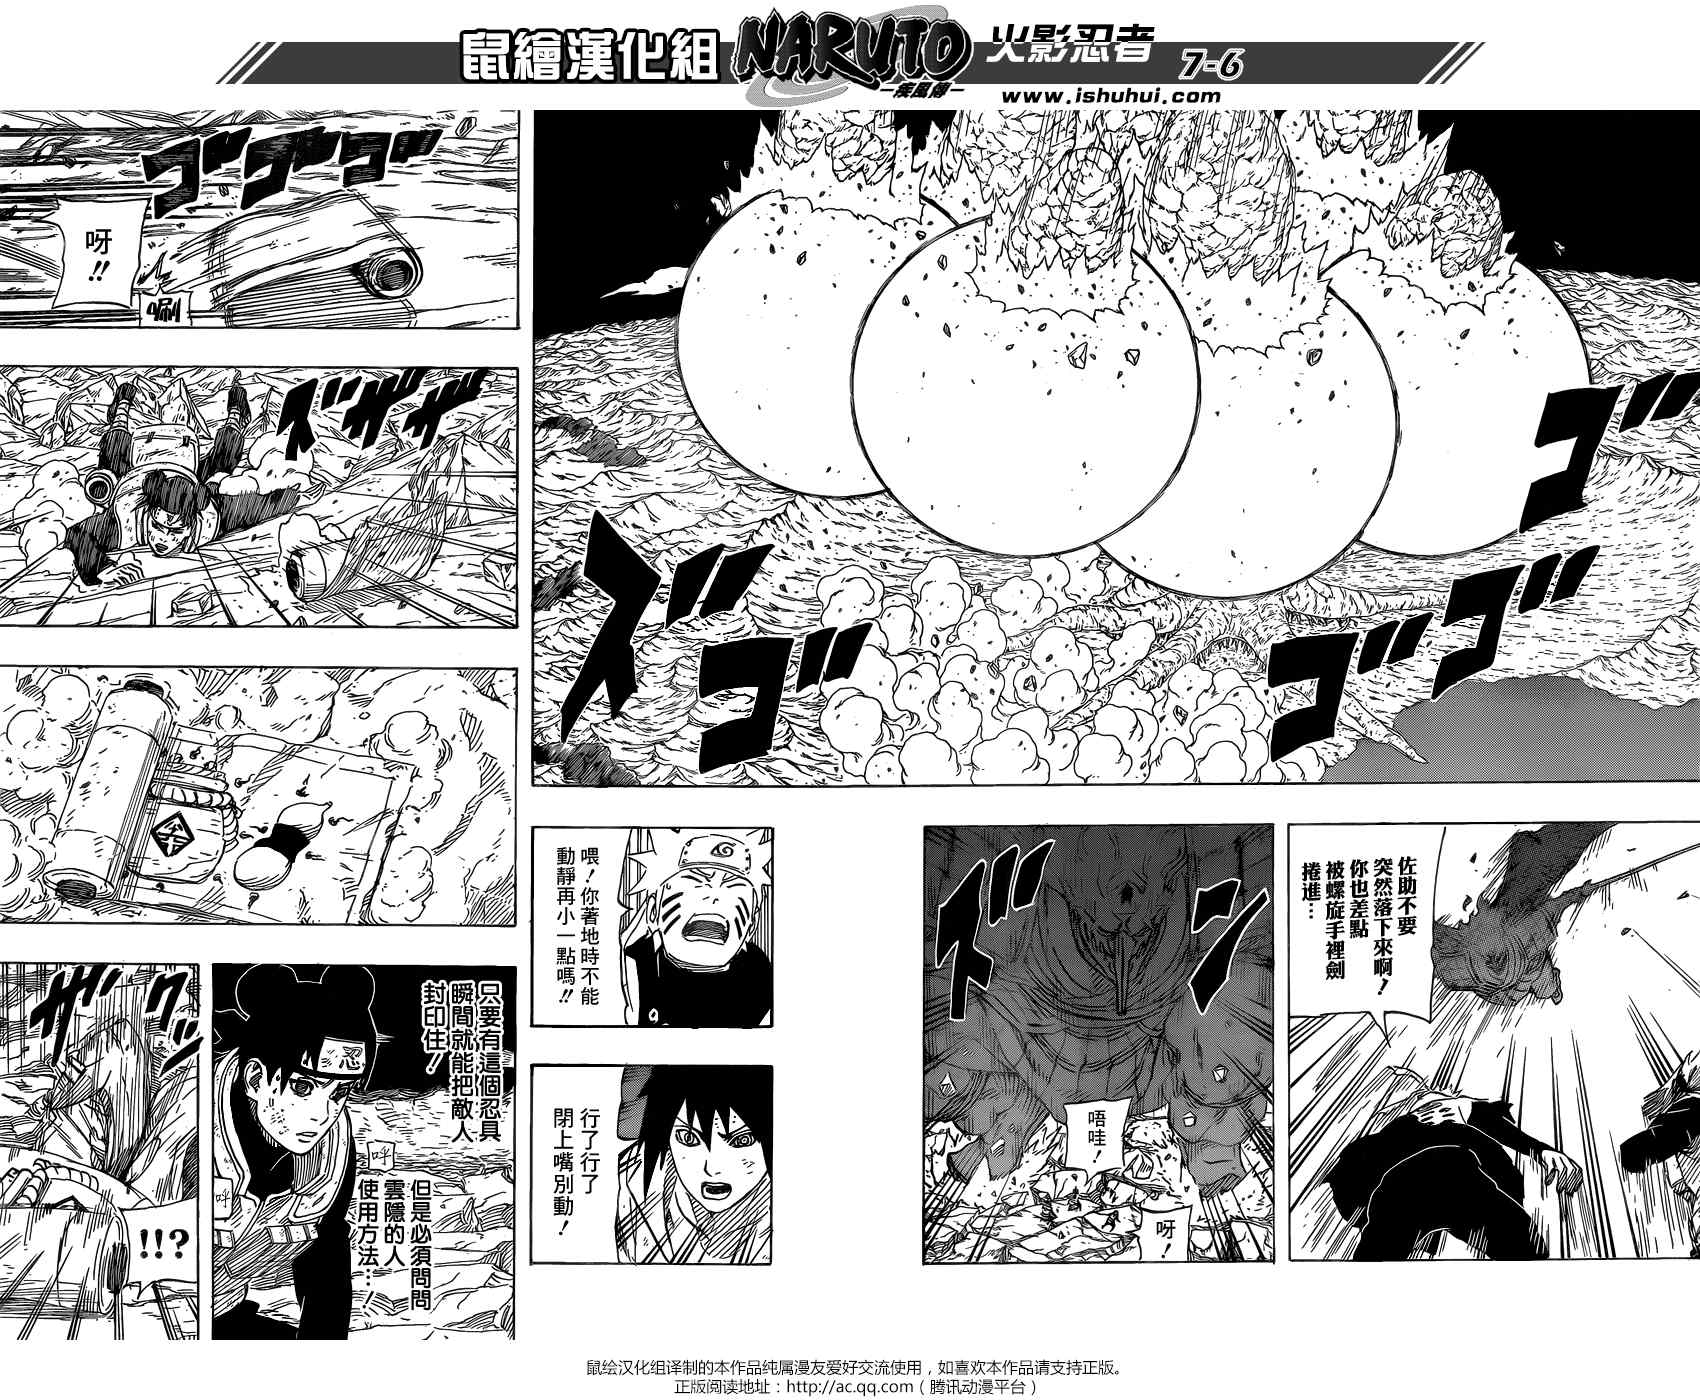 鼠繪漢化組
NARUTO
-疾風傳-
火影忍者
7-6
www.ishuhui.com
ゴゴゴゴゴ
ズ
佐助不要
突然落下來啊！
你也差點
被螺旋手裡劍
捲進…
ズズ
唔哇！
呀！
喂！你著地時不能
動靜再小一點嗎!!
行了行了
閉上嘴別動！
ゴゴゴ
呀!!
唰
ズザザ
只要有這個忍具
瞬間就能把敵人
封印住！
忍
呼
呼
但是必須問問
雲隱的人
使用方法…！
ザッ
!!?
鼠绘汉化组译制的本作品纯属漫友爱好交流使用，如喜欢本作品请支持正版。
正版阅读地址：http://ac.qq.com（腾讯动漫平台）